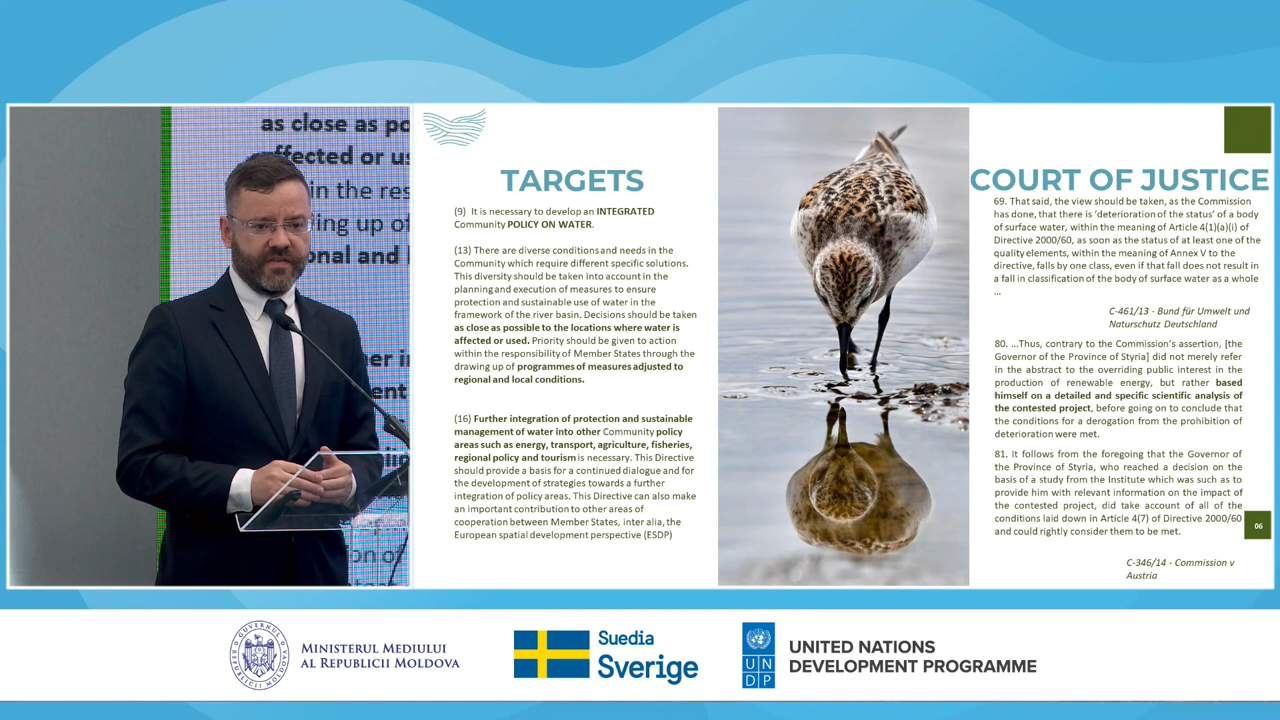 as close as po
affected or us
in the res
ing up of
onal and
TARGETS
(9) It is necessary to develop an INTEGRATED
Community POLICY ON WATER.
(13) There are diverse conditions and needs in the
Community which require different specific solutions.
This diversity should be taken into account in the
planning and execution of measures to ensure
protection and sustainable use of water in the
framework of the river basin. Decisions should be taken
as close as possible to the locations where water is
affected or used. Priority should be given to action
within the responsibility of Member States through the
drawing up of programmes of measures adjusted to
regional and local conditions.
(16) Further integration of protection and sustainable
management of water into other Community policy
areas such as energy, transport, agriculture, fisheries,
regional policy and tourism is necessary. This Directive
should provide a basis for a continued dialogue and for
the development of strategies towards a further
integration of policy areas. This Directive can also make
an important contribution to other areas of
cooperation between Member States, inter alia, the
European spatial development perspective (ESDP)
COURT OF JUSTICE
69. That said, the view should be taken, as the Commission
has done, that there is 'deterioration of the status' of a body
of surface water, within the meaning of Article 4(1)(a)(i) of
Directive 2000/60, as soon as the status of at least one of the
quality elements, within the meaning of Annex V to the
directive, falls by one class, even if that fall does not result in
a fall in classification of the body of surface water as a whole
…
C-461/13 - Bund für Umwelt und
Naturschutz Deutschland
80. …Thus, contrary to the Commission's assertion, [the
Governor of the Province of Styria] did not merely refer
in the abstract to the overriding public interest in the
production of renewable energy, but rather based
himself on a detailed and specific scientific analysis of
the contested project, before going on to conclude that
the conditions for a derogation from the prohibition of
deterioration were met.
81. It follows from the foregoing that the Governor of
the Province of Styria, who reached a decision on the
basis of a study from the Institute which was such as to
provide him with relevant information on the impact of
the contested project, did take account of all of the
conditions laid down in Article 4(7) of Directive 2000/60
and could rightly consider them to be met.
06
C-346/14 - Commission v
Austria
MINISTERUL MEDIULUI
AL REPUBLICII MOLDOVA
Suedia
Sverige
UN
DP
UNITED NATIONS
DEVELOPMENT PROGRAMME